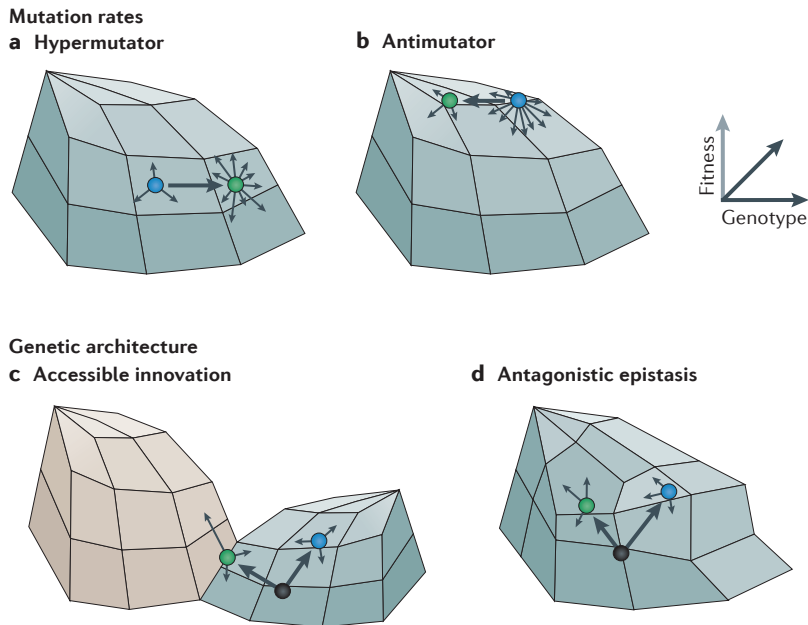 Mutation rates
a Hypermutator
b Antimutator
Fitness
Genotype
Genetic architecture
c Accessible innovation
d Antagonistic epistasis